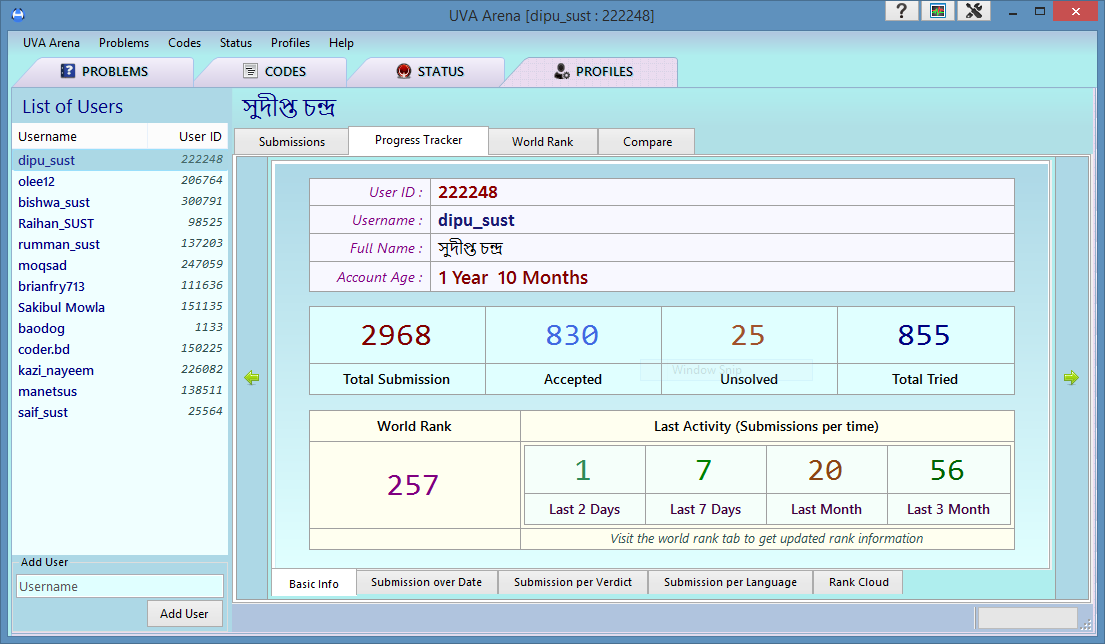 UVA Arena [dipu_sust : 222248]
?
UVA Arena Problems Codes Status Profiles Help
PROBLEMS CODES STATUS PROFILES
List of Users
Username User ID
dipu_sust 222248
olee12 206764
bishwa_sust 300791
Raihan_SUST 98525
rumman_sust 137203
moqsad 247059
brianfry713 111636
Sakibul Mowla 151135
baodog 1133
coder.bd 150225
kazi_nayeem 226082
manetsus 138511
saif_sust 25564
Add User
Username
Add User
সুদীপ্ত চন্দ্র
Submissions Progress Tracker World Rank Compare
User ID : 222248
Username : dipu_sust
Full Name : সুদীপ্ত চন্দ্র
Account Age : 1 Year 10 Months
2968 830 25 855
Window Snip
Total Submission Accepted Unsolved Total Tried
World Rank Last Activity (Submissions per time)
257
1 7 20 56
Last 2 Days Last 7 Days Last Month Last 3 Month
Visit the world rank tab to get updated rank information
Basic Info Submission over Date Submission per Verdict Submission per Language Rank Cloud